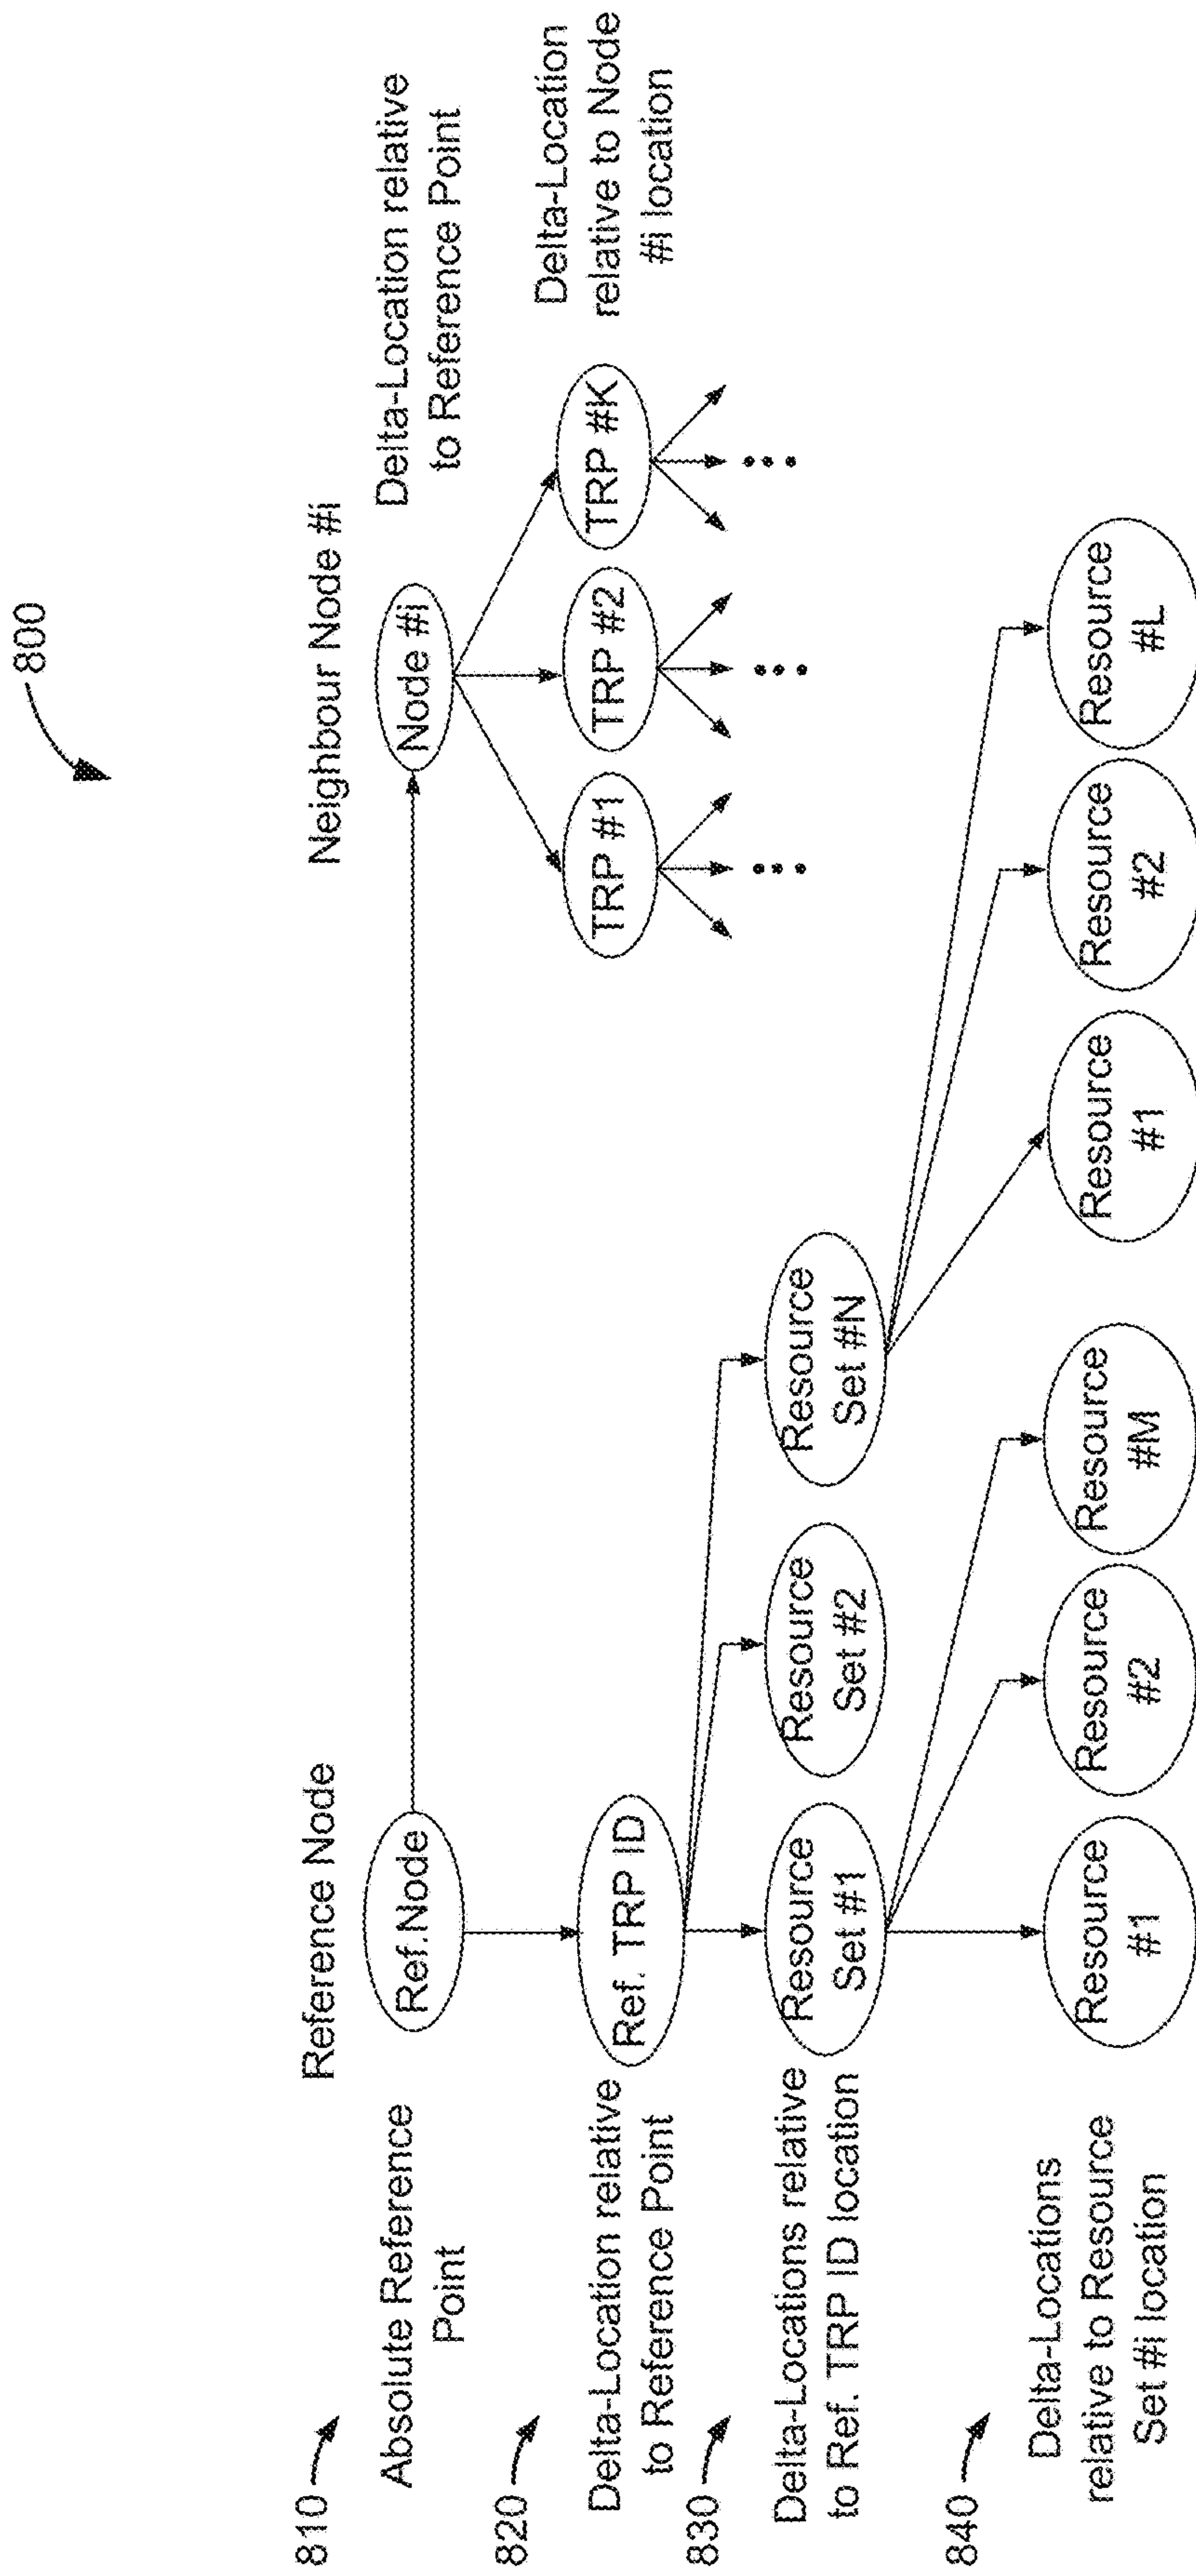 800
810
Reference Node
Neighbour Node #i
Absolute Reference
Point
Ref.Node
Node #i
Delta-Location relative
to Reference Point
820
Delta-Location relative
to Reference Point
Ref. TRP ID
TRP #1
TRP #2
TRP #K
Delta-Location
relative to Node
#i location
830
Delta-Locations relative
to Ref. TRP ID location
Resource
Set #1
Resource
Set #2
Resource
Set #N
840
Delta-Locations
relative to Resource
Set #i location
Resource
#1
Resource
#2
Resource
#M
Resource
#1
Resource
#2
Resource
#L